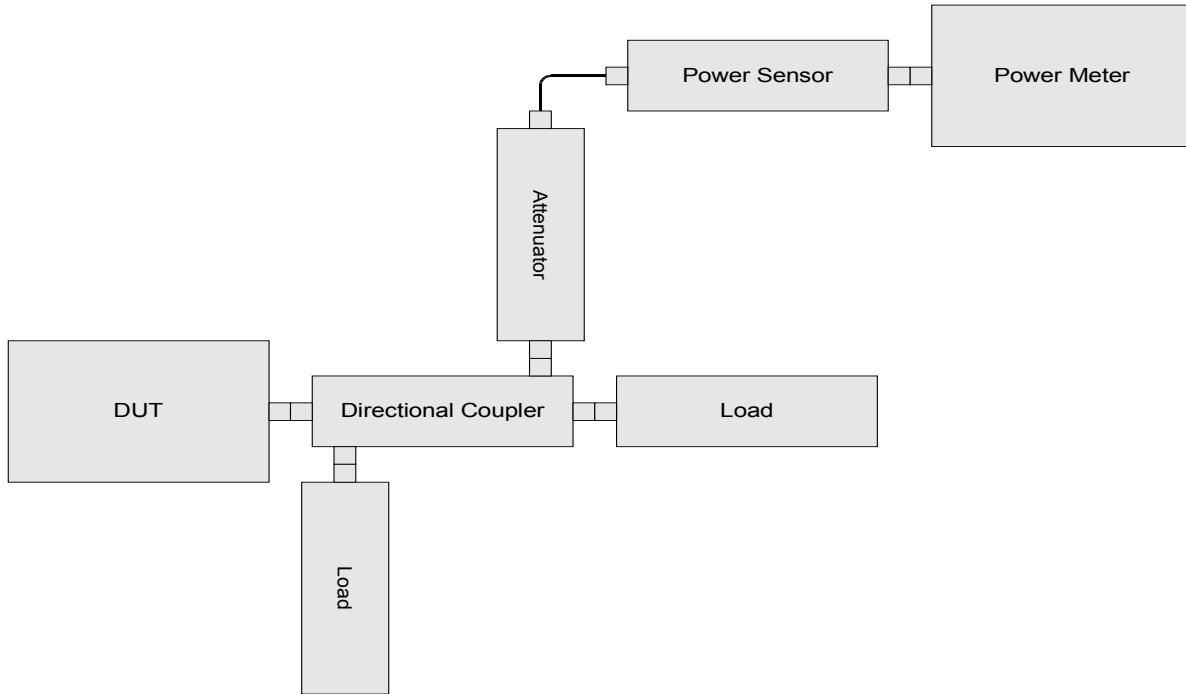 Power Sensor
Power Meter
Attenuator
DUT
Directional Coupler
Load
Load